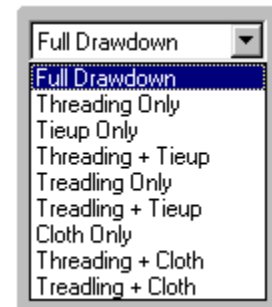 Full Drawdown
Full Drawdown
Threading Only
Tieup Only
Threading + Tieup
Treadling Only
Treadling + Tieup
Cloth Only
Threading + Cloth
Treadling + Cloth